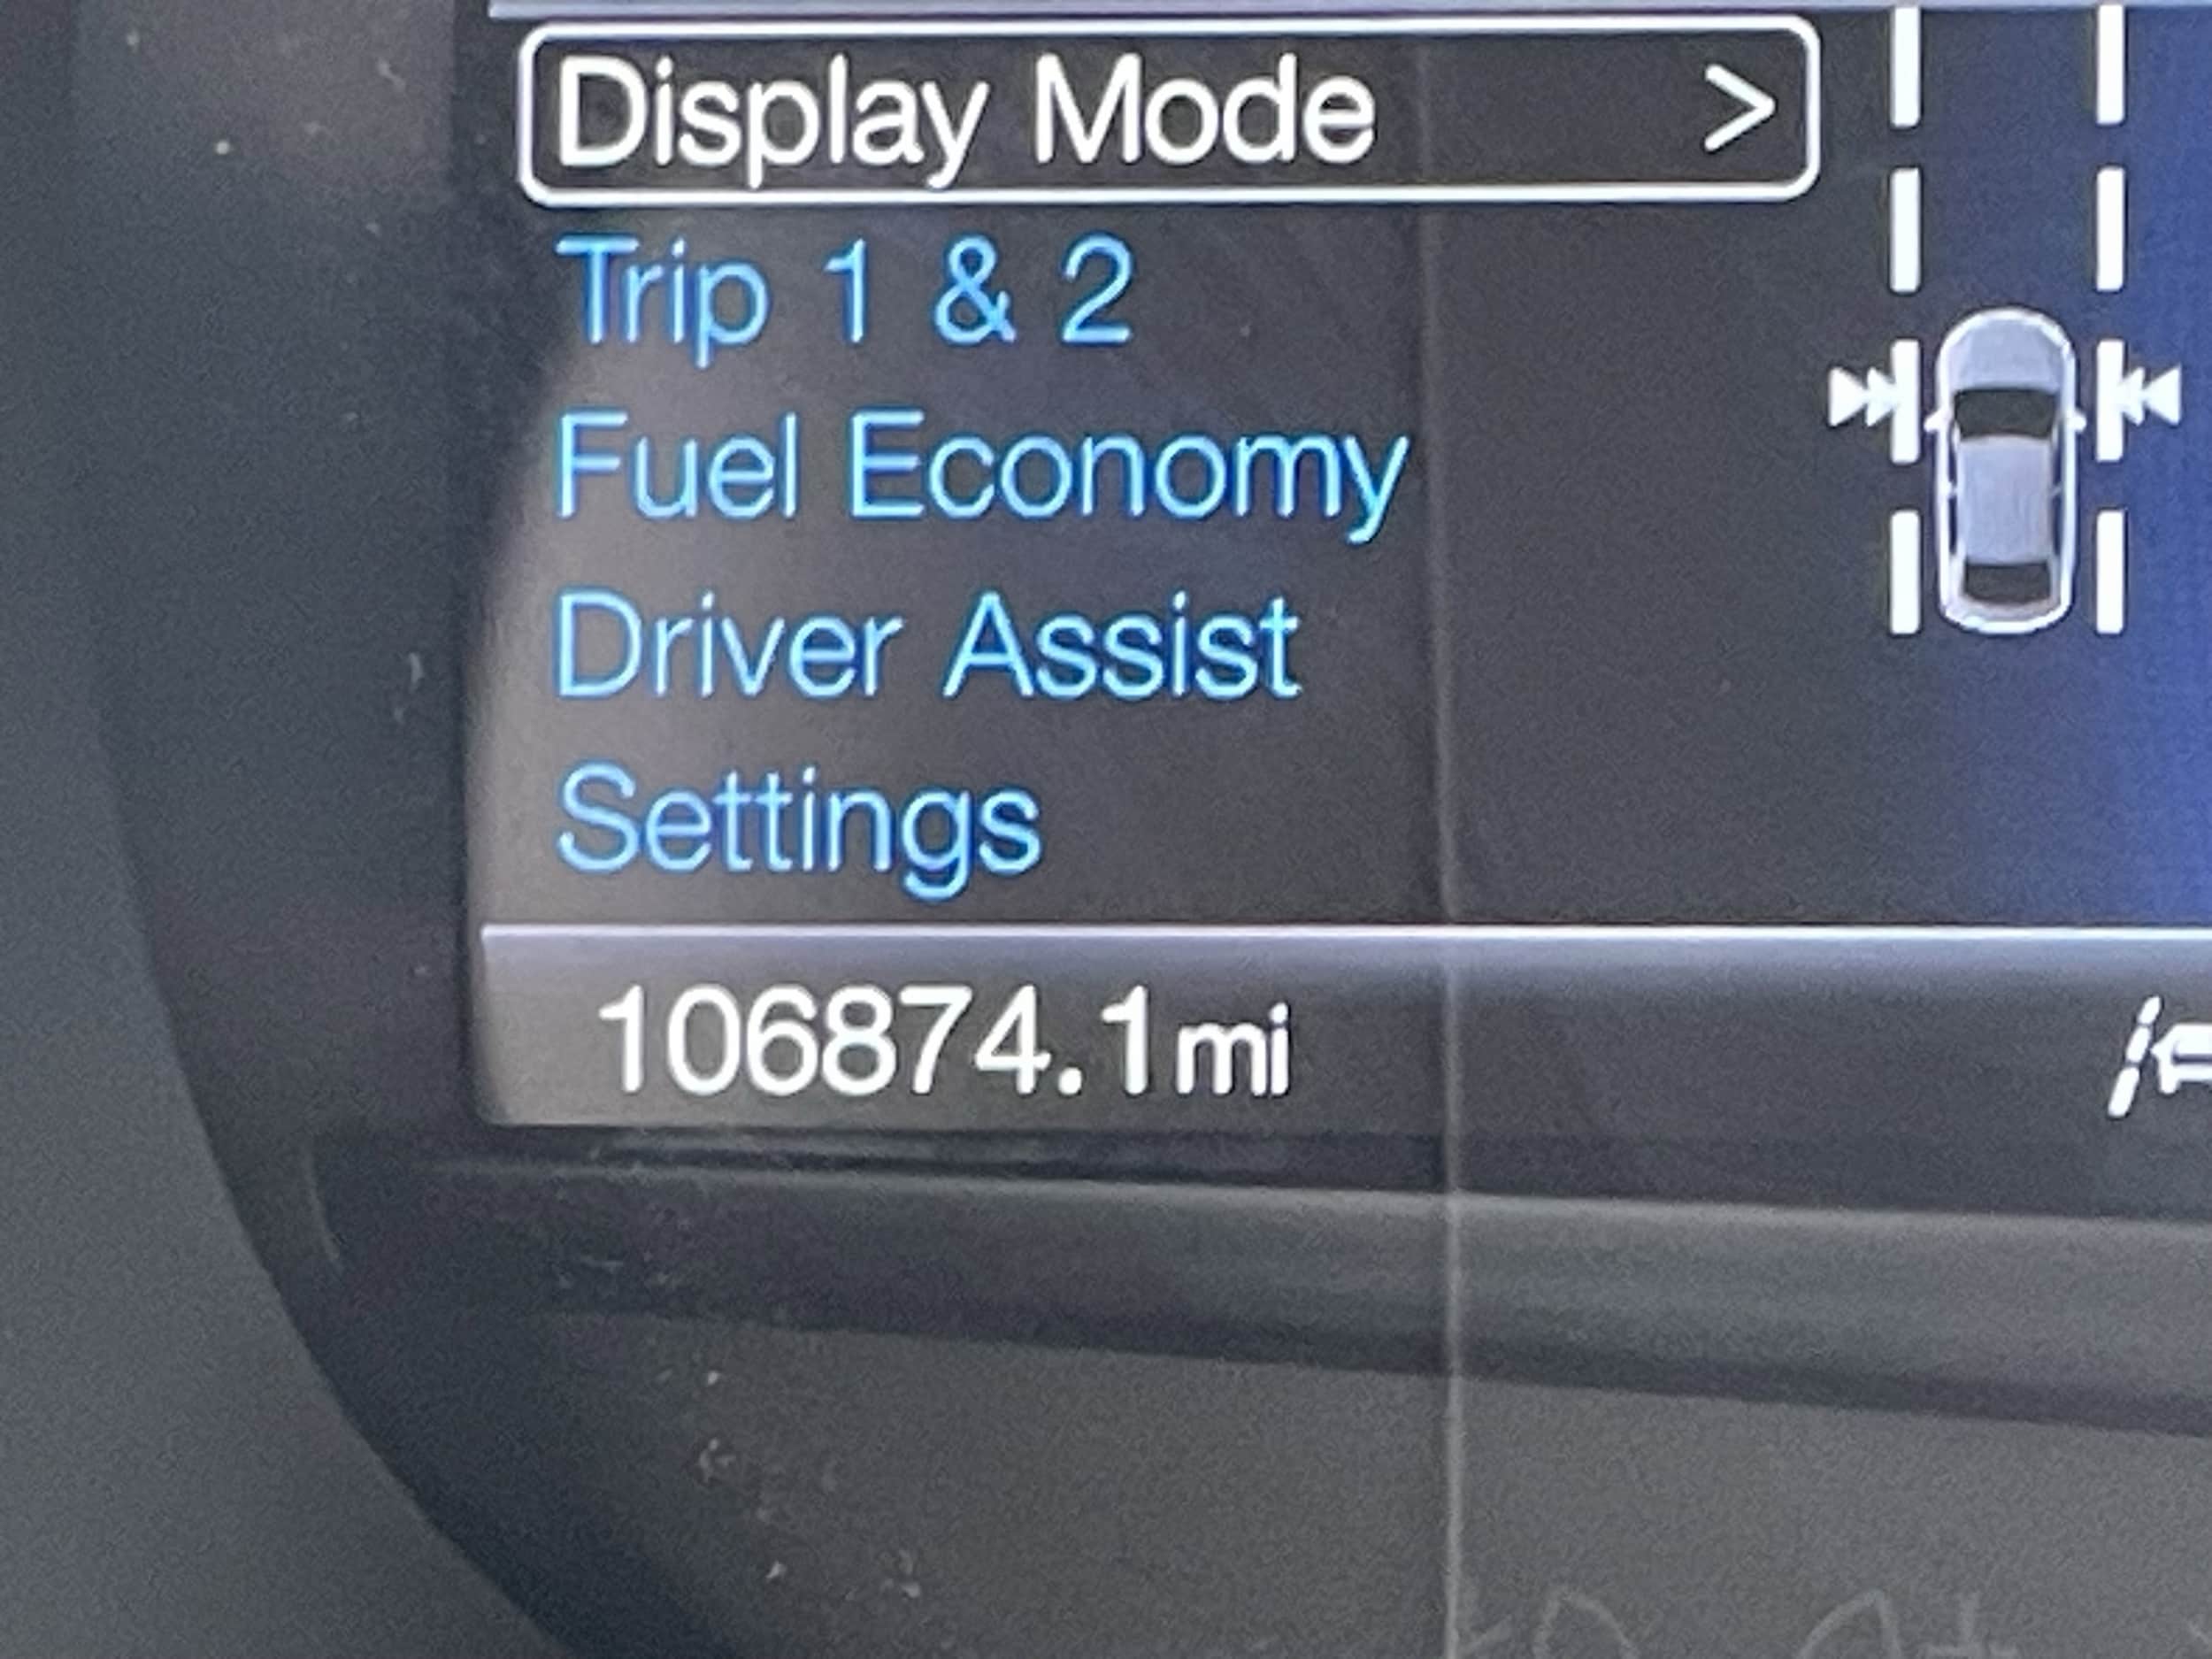 Display Mode >
Trip 1 & 2
Fuel Economy
Driver Assist
Settings
106874.1mi